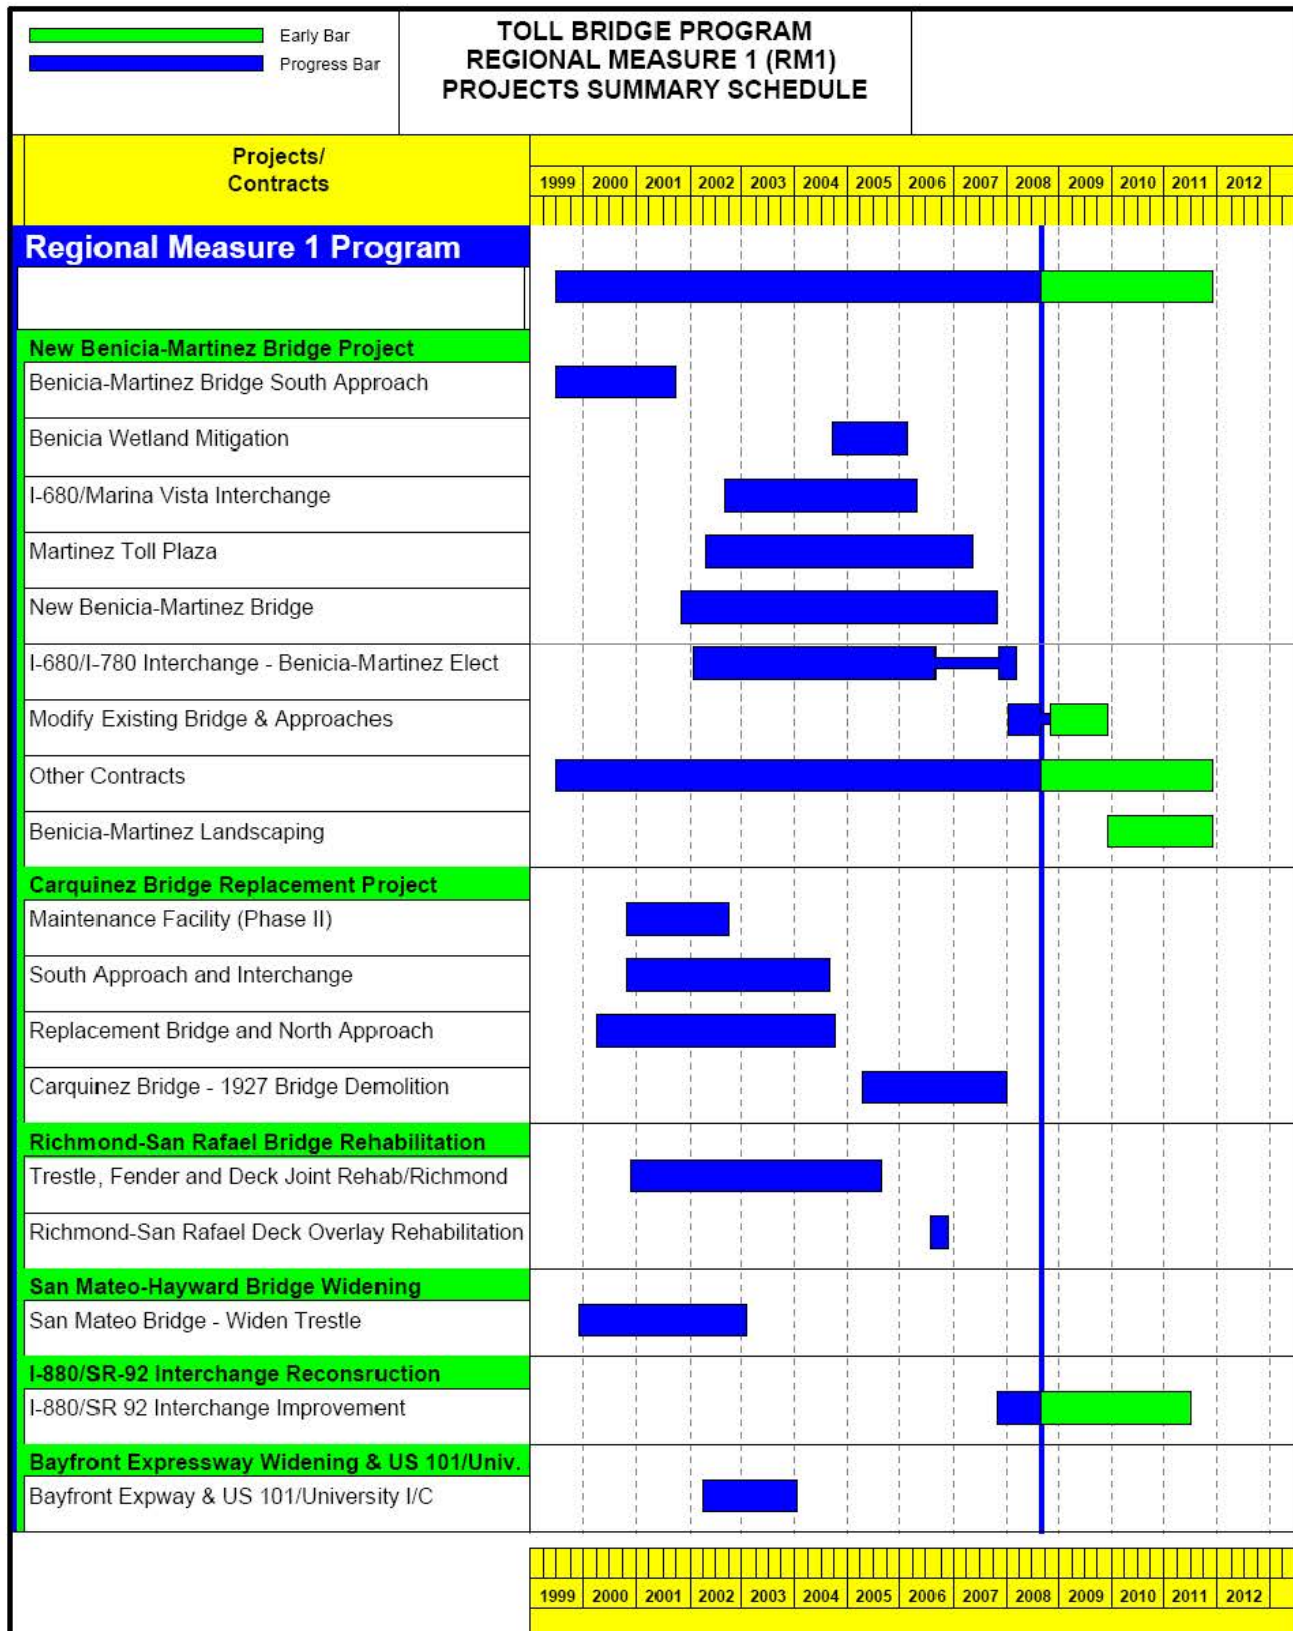 Early Bar
Progress Bar
TOLL BRIDGE PROGRAM
REGIONAL MEASURE 1 (RM1)
PROJECTS SUMMARY SCHEDULE
Projects/
Contracts
1999 2000 2001 2002 2003 2004 2005 2006 2007 2008 2009 2010 2011 2012
Regional Measure 1 Program
New Benicia-Martinez Bridge Project
Benicia-Martinez Bridge South Approach
Benicia Wetland Mitigation
I-680/Marina Vista Interchange
Martinez Toll Plaza
New Benicia-Martinez Bridge
I-680/I-780 Interchange - Benicia-Martinez Elect
Modify Existing Bridge & Approaches
Other Contracts
Benicia-Martinez Landscaping
Carquinez Bridge Replacement Project
Maintenance Facility (Phase II)
South Approach and Interchange
Replacement Bridge and North Approach
Carquinez Bridge - 1927 Bridge Demolition
Richmond-San Rafael Bridge Rehabilitation
Trestle, Fender and Deck Joint Rehab/Richmond
Richmond-San Rafael Deck Overlay Rehabilitation
San Mateo-Hayward Bridge Widening
San Mateo Bridge - Widen Trestle
I-880/SR-92 Interchange Reconsruction
I-880/SR 92 Interchange Improvement
Bayfront Expressway Widening & US 101/Univ.
Bayfront Expway & US 101/University I/C
1999 2000 2001 2002 2003 2004 2005 2006 2007 2008 2009 2010 2011 2012